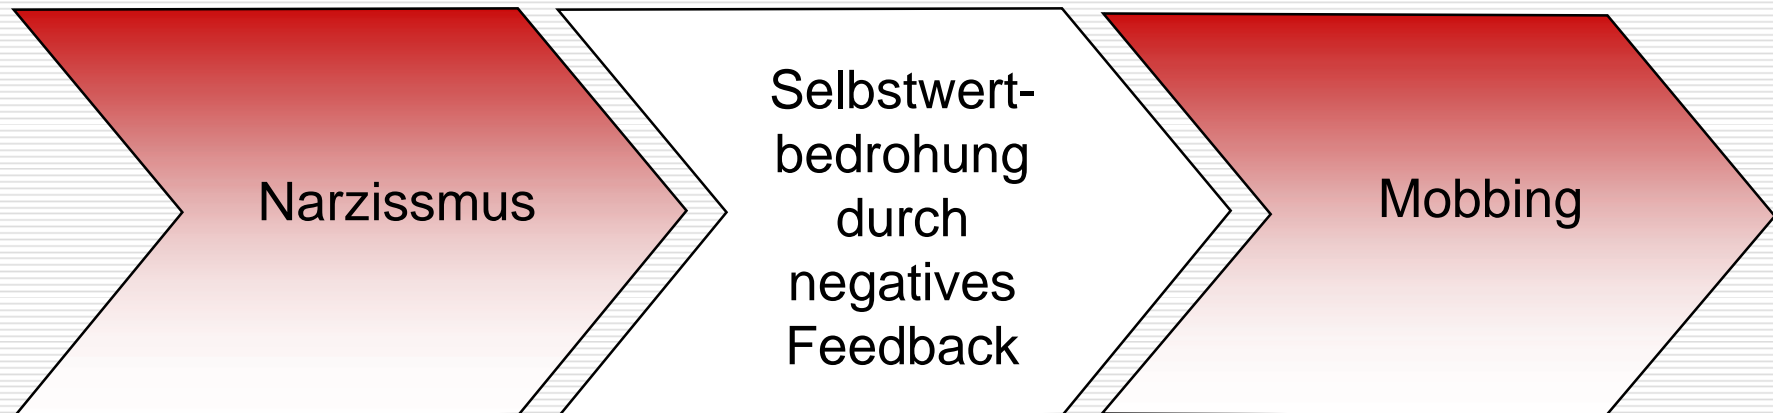 Narzissmus
Selbstwert-
bedrohung
durch
negatives
Feedback
Mobbing